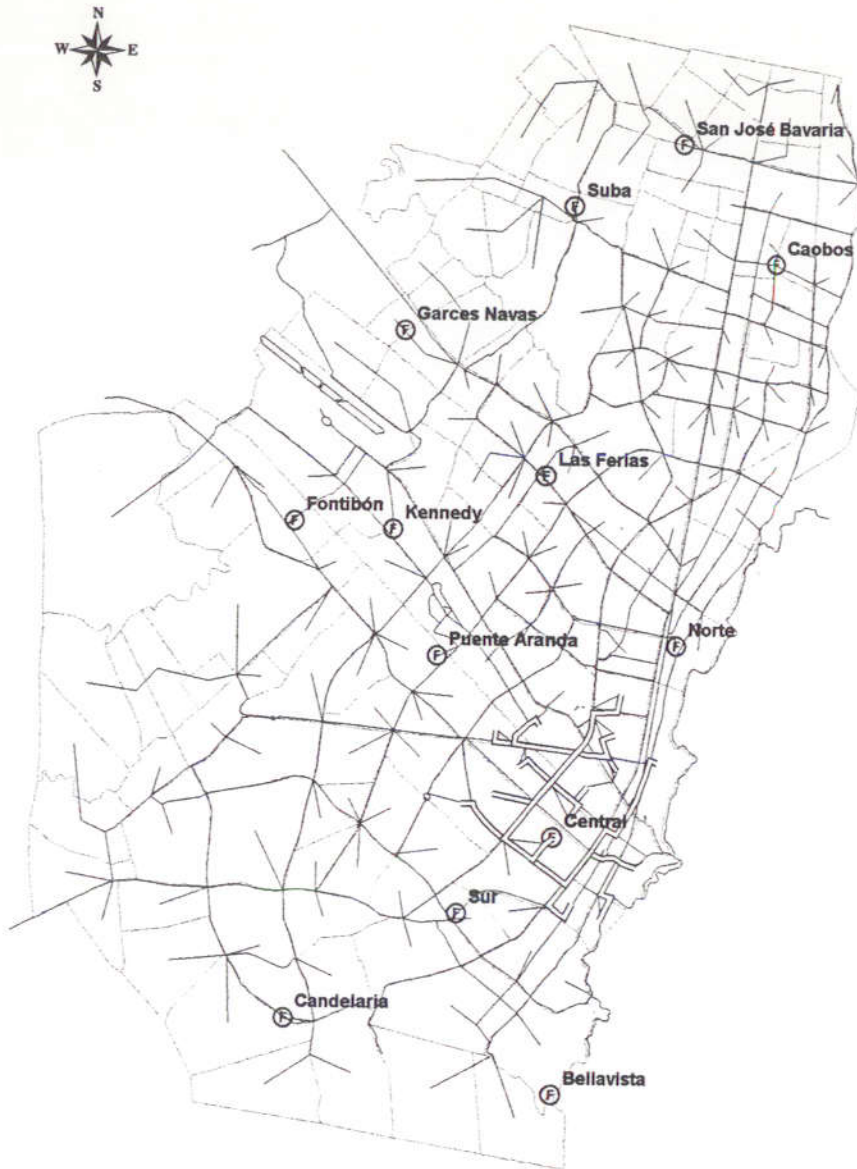 N
W E
S
San José Bavaria
F
Suba
F
Caobos
F
Garces Navas
F
Las Ferias
F
Fontibón
F
Kennedy
F
Puente Aranda
F
Norte
F
Central
F
Sur
F
Candelaria
F
Bellavista
F